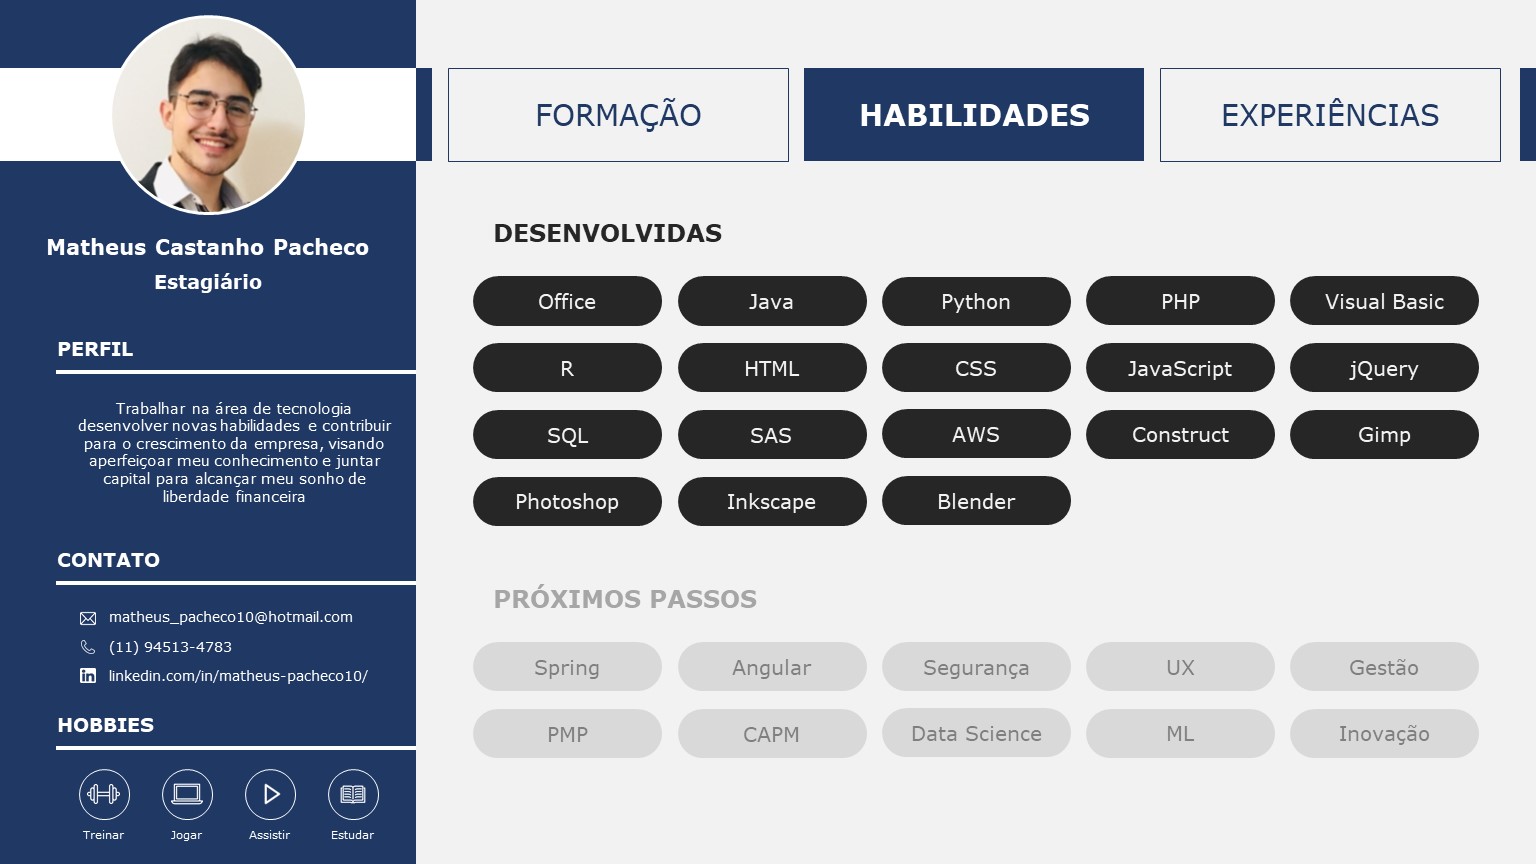 Matheus Castanho Pacheco
Estagiário
PERFIL
Trabalhar na área de tecnologia
desenvolver novas habilidades e contribuir
para o crescimento da empresa, visando
aperfeiçoar meu conhecimento e juntar
capital para alcançar meu sonho de
liberdade financeira
CONTATO
matheus_pacheco10@hotmail.com
(11) 94513-4783
linkedin.com/in/matheus-pacheco10/
HOBBIES
Treinar Jogar Assistir Estudar
FORMAÇÃO HABILIDADES EXPERIÊNCIAS
DESENVOLVIDAS
Office Java Python PHP Visual Basic
R HTML CSS JavaScript jQuery
SQL SAS AWS Construct Gimp
Photoshop Inkscape Blender
PRÓXIMOS PASSOS
Spring Angular Segurança UX Gestão
PMP CAPM Data Science ML Inovação